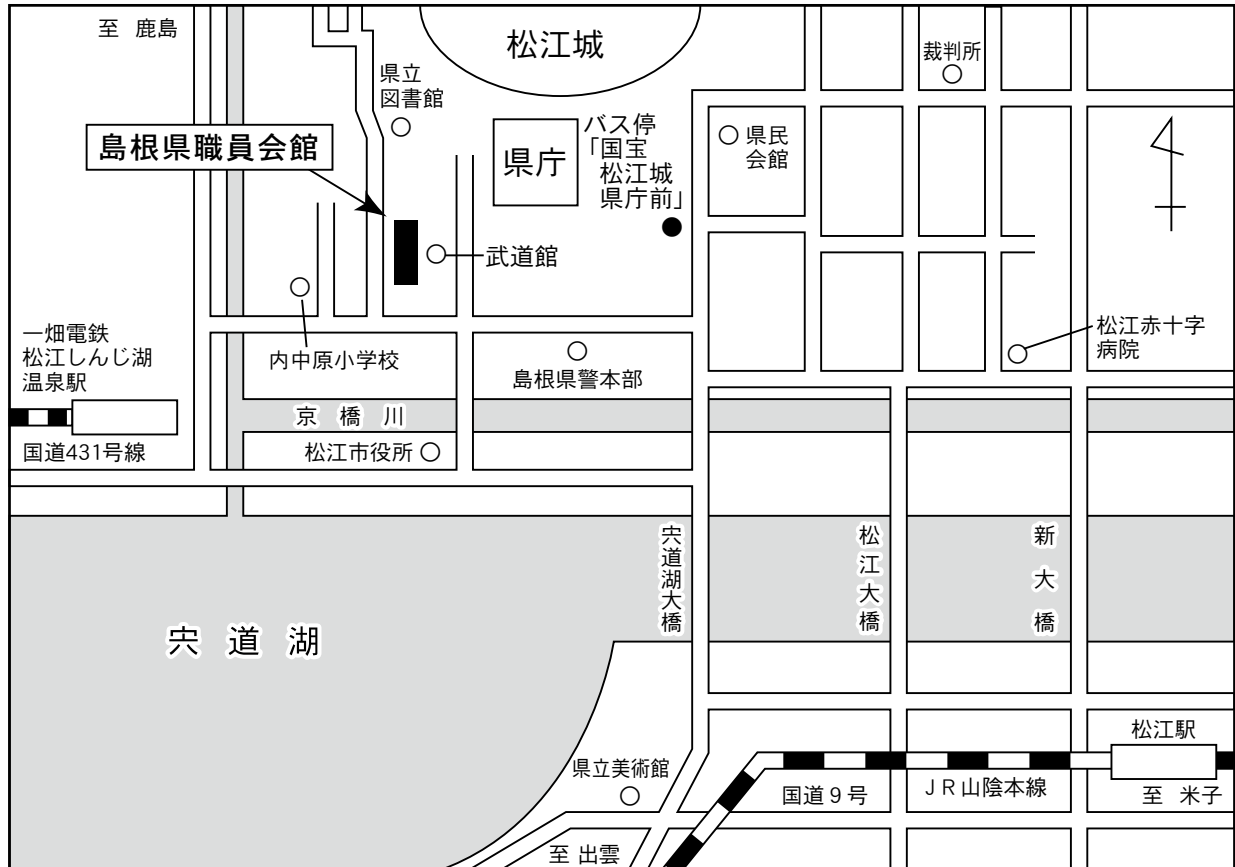 至 鹿島
松江城
裁判所
県立
図書館
島根県職員会館
県庁
バス停
「国宝
松江城
県庁前」
県民
会館
武道館
一畑電鉄
松江しんじ湖
温泉駅
内中原小学校
島根県警本部
松江赤十字
病院
京橋川
国道431号線
松江市役所
宍道湖大橋
松江大橋
新大橋
宍道湖
松江駅
県立美術館
国道9号
JR山陰本線
至 米子
至 出雲